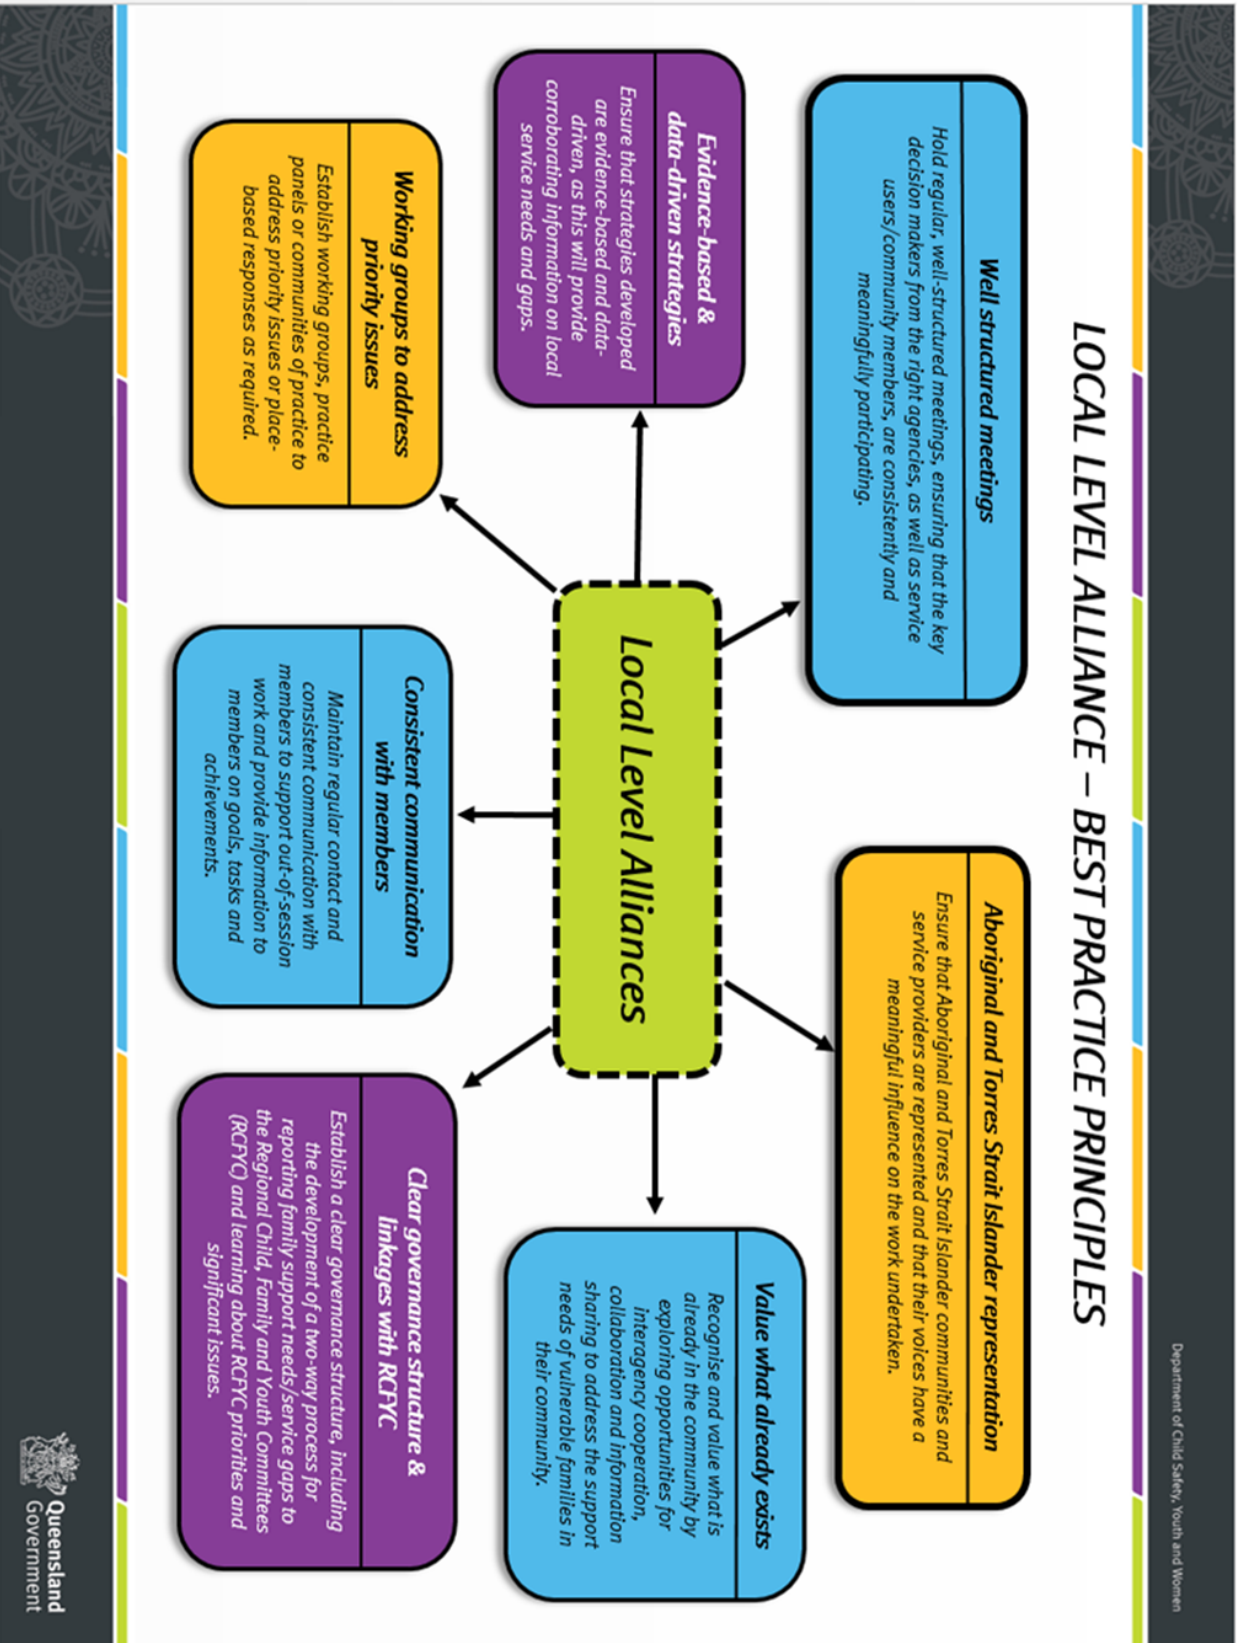 Department of Child Safety, Youth and Women
LOCAL LEVEL ALLIANCE – BEST PRACTICE PRINCIPLES
Well structured meetings
Hold regular, well-structured meetings, ensuring that the key
decision makers from the right agencies, as well as service
users/community members, are consistently and
meaningfully participating.
Aboriginal and Torres Strait Islander representation
Ensure that Aboriginal and Torres Strait Islander communities and
service providers are represented and that their voices have a
meaningful influence on the work undertaken.
Evidence-based &
data-driven strategies
Ensure that strategies developed
are evidence-based and data-
driven, as this will provide
corroborating information on local
service needs and gaps.
Local Level Alliances
Value what already exists
Recognise and value what is
already in the community by
exploring opportunities for
interagency cooperation,
collaboration and information
sharing to address the support
needs of vulnerable families in
their community.
Working groups to address
priority issues
Establish working groups, practice
panels or communities of practice to
address priority issues or place-
based responses as required.
Consistent communication
with members
Maintain regular contact and
consistent communication with
members to support out-of-session
work and provide information to
members on goals, tasks and
achievements.
Clear governance structure &
linkages with RCFYC
Establish a clear governance structure, including
the development of a two-way process for
reporting family support needs/service gaps to
the Regional Child, Family and Youth Committees
(RCFYC) and learning about RCFYC priorities and
significant issues.
Queensland
Government